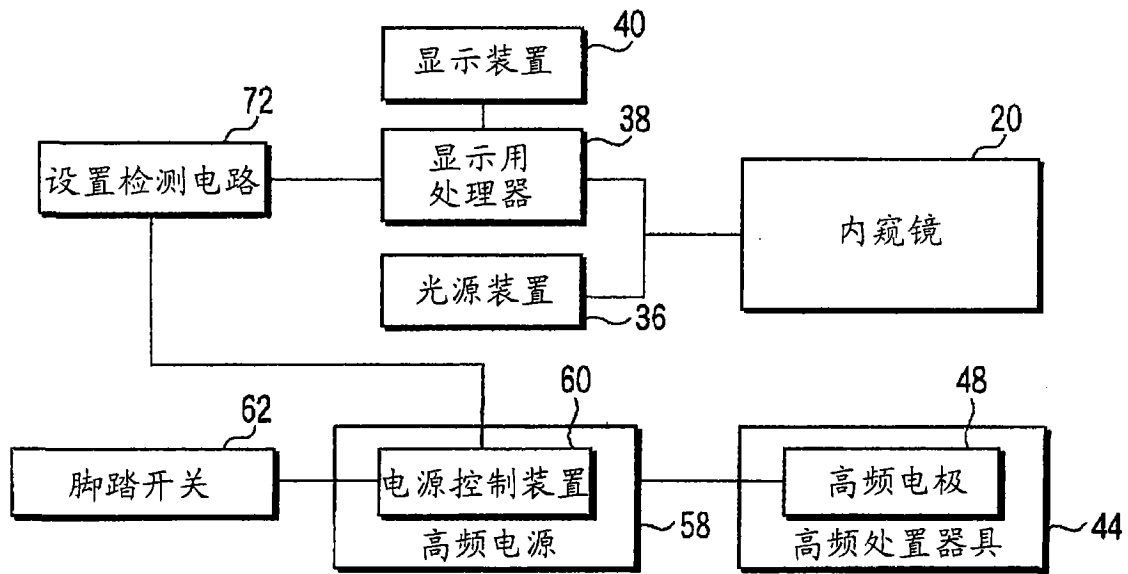 显示装置
40
72
设置检测电路
显示用
处理器
38
20
内窥镜
光源装置
36
62
脚踏开关
60
电源控制装置
高频电源
58
48
高频电极
高频处置器具
44